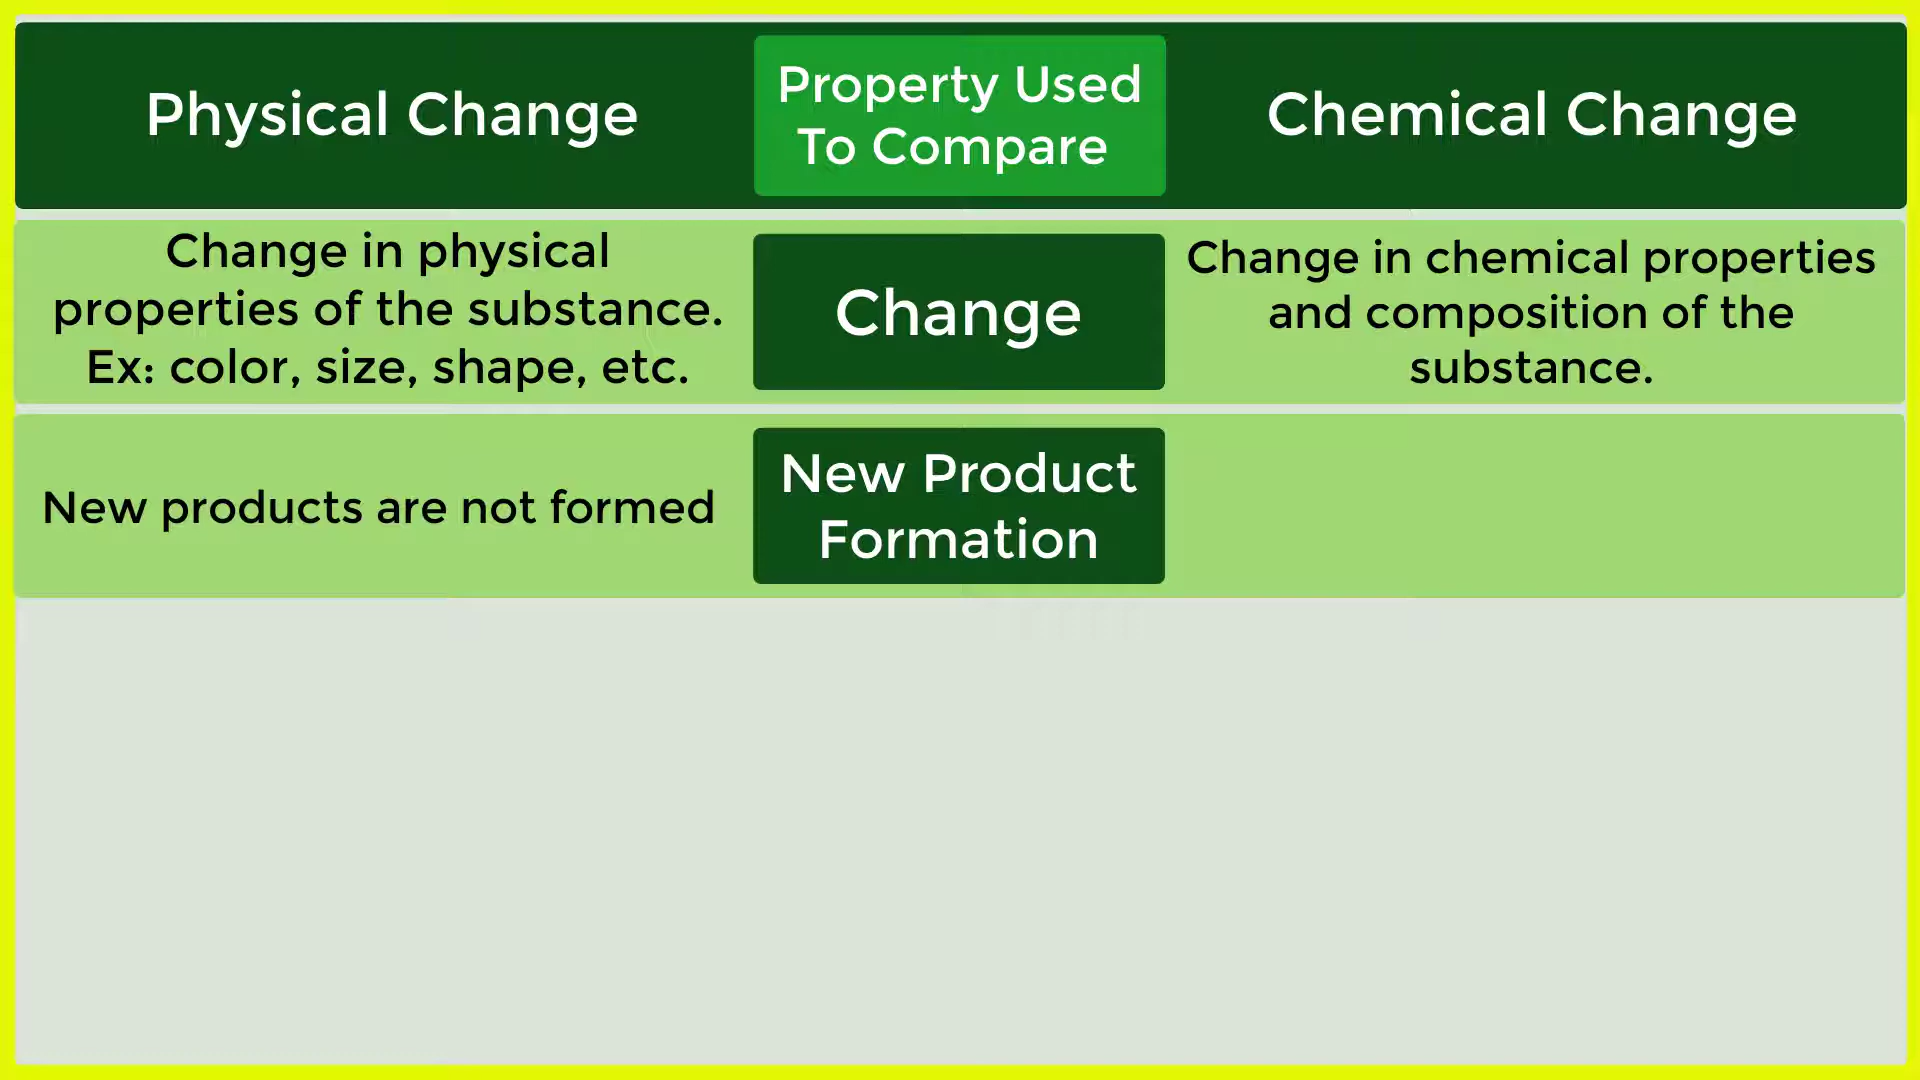 Physical Change
Property Used
To Compare
Chemical Change
Change in physical
properties of the substance.
Ex: color, size, shape, etc.
Change
Change in chemical properties
and composition of the
substance.
New products are not formed
New Product
Formation